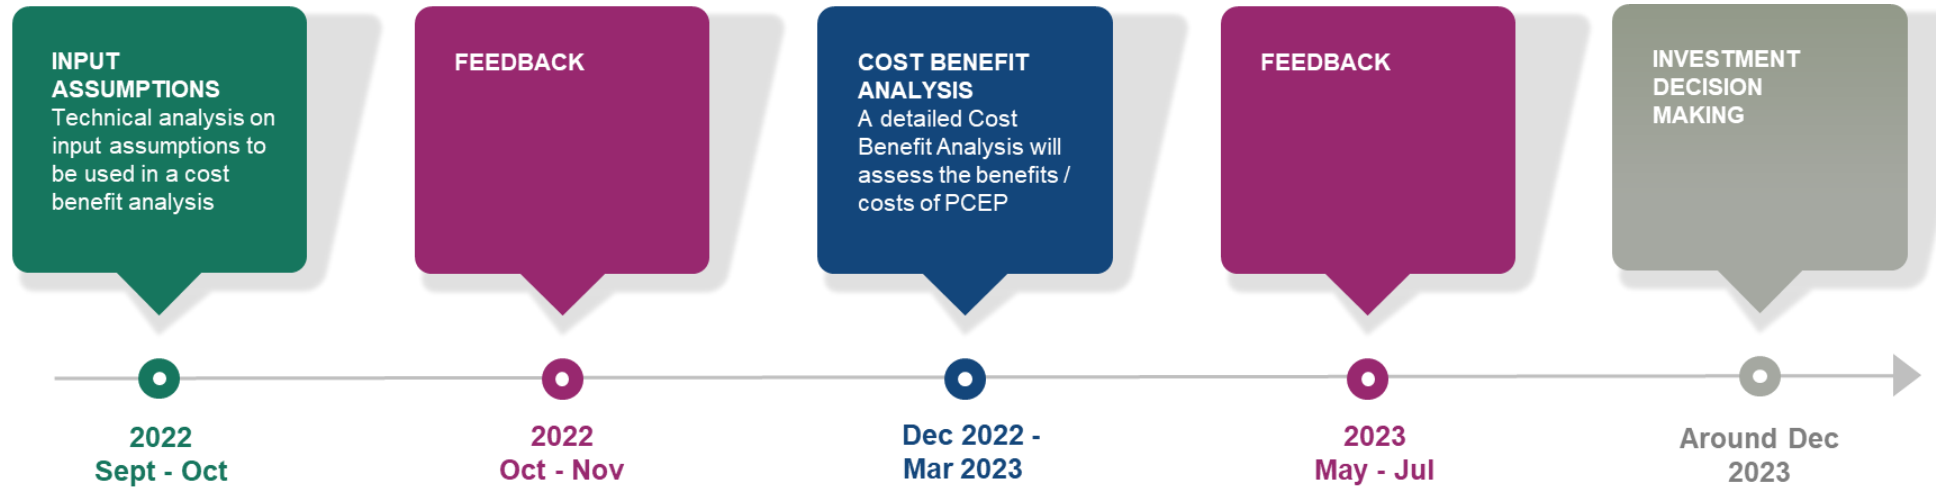 INPUT
ASSUMPTIONS
Technical analysis on
input assumptions to
be used in a cost
benefit analysis
FEEDBACK
COST BENEFIT
ANALYSIS
A detailed Cost
Benefit Analysis will
assess the benefits /
costs of PCEP
FEEDBACK
INVESTMENT
DECISION
MAKING
2022
Sept - Oct
2022
Oct - Nov
Dec 2022 -
Mar 2023
2023
May - Jul
Around Dec
2023